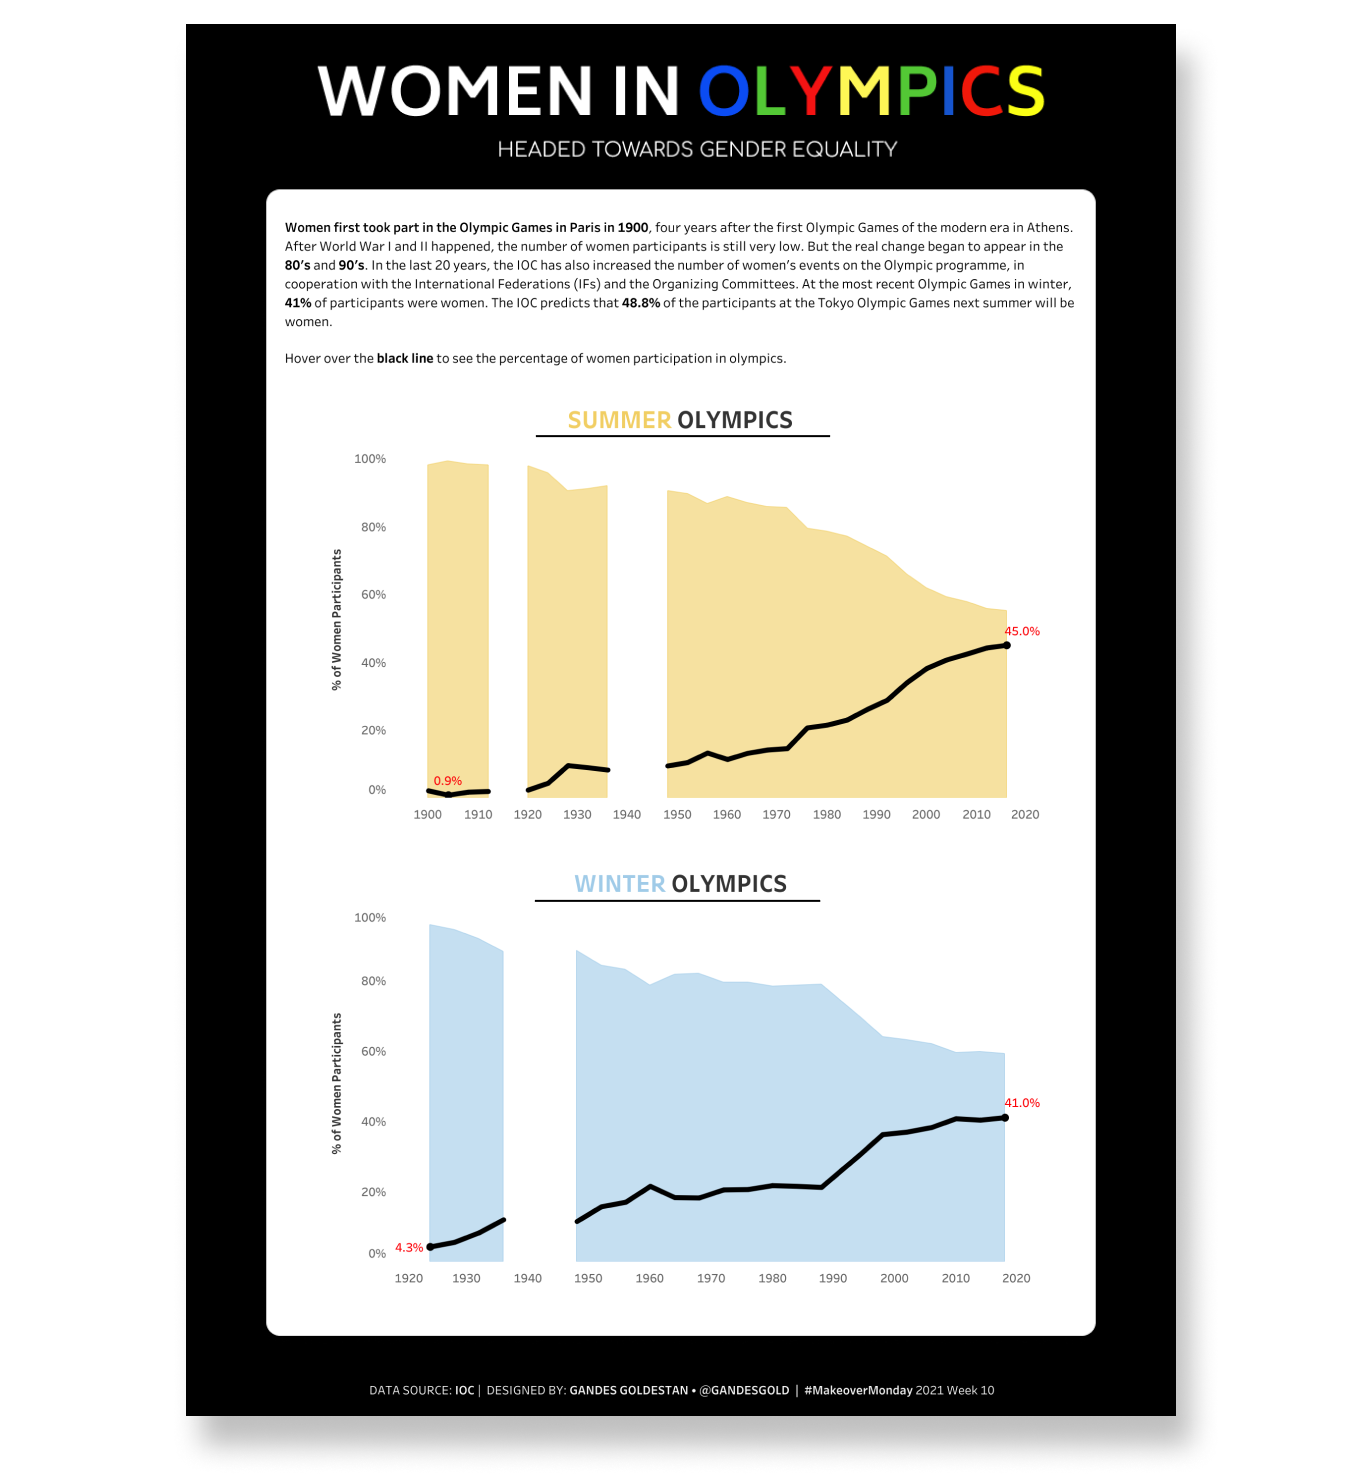 WOMEN IN OLYMPICS
HEADED TOWARDS GENDER EQUALITY
Women first took part in the Olympic Games in Paris in 1900, four years after the first Olympic Games of the modern era in Athens.
After World War I and II happened, the number of women participants is still very low. But the real change began to appear in the
80's and 90's. In the last 20 years, the IOC has also increased the number of women's events on the Olympic programme, in
cooperation with the International Federations (IFs) and the Organizing Committees. At the most recent Olympic Games in winter,
41% of participants were women. The IOC predicts that 48.8% of the participants at the Tokyo Olympic Games next summer will be
women.
Hover over the black line to see the percentage of women participation in olympics.
SUMMER OLYMPICS
% of Women Participants
100%
80%
60%
40%
20%
0%
45.0%
0.9%
1900 1910 1920 1930 1940 1950 1960 1970 1980 1990 2000 2010 2020
WINTER OLYMPICS
% of Women Participants
100%
80%
60%
40%
20%
0%
41.0%
4.3%
1920 1930 1940 1950 1960 1970 1980 1990 2000 2010 2020
DATA SOURCE: IOC | DESIGNED BY: GANDES GOLDESTAN • @GANDESGOLD | #MakeoverMonday 2021 Week 10